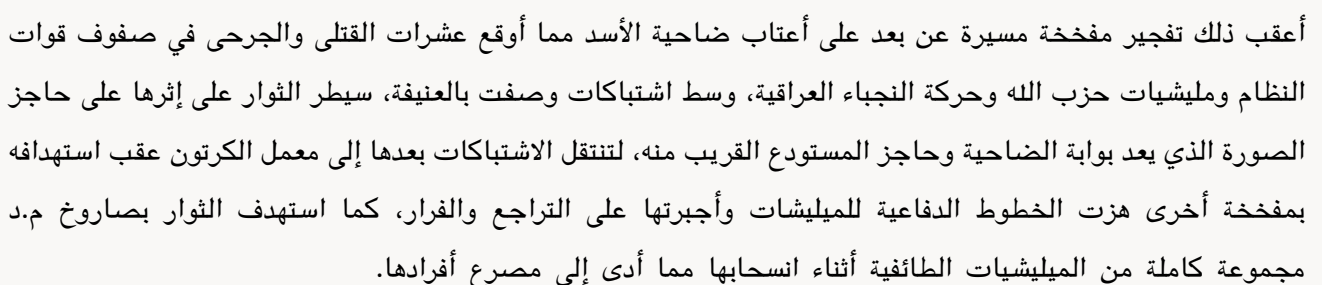 أعقب ذلك تفجير مفخخة مسيرة عن بعد على أعتاب ضاحية الأسد مما أوقع عشرات القتلى والجرحى في صفوف قوات
النظام ومليشيات حزب الله وحركة النجباء العراقية، وسط اشتباكات وصفت بالعنيفة، سيطر الثوار على إثرها على حاجز
الصورة الذي يعد بوابة الضاحية وحاجز المستودع القريب منه، لتنتقل الاشتباكات بعدها إلى معمل الكرتون عقب استهدافه
بمفخخة أخرى هزت الخطوط الدفاعية للميليشات وأجبرتها على التراجع والفرار، كما استهدف الثوار بصاروخ م.د
مجموعة كاملة من الميليشيات الطائفية أثناء انسحابها مما أدى إلى مصرع أفرادها.